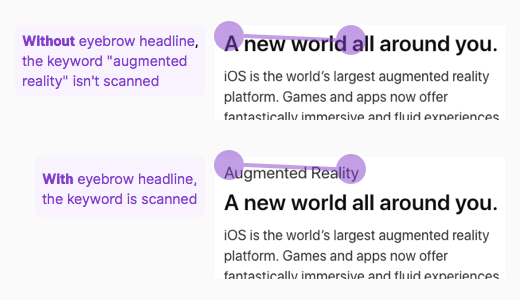 Without eyebrow headline,
the keyword "augmented
reality" isn't scanned
A new world all around you.
iOS is the world's largest augmented reality
platform. Games and apps now offer
fantastically immersive and fluid experiences
With eyebrow headline,
the keyword is scanned
Augmented Reality
A new world all around you.
iOS is the world's largest augmented reality
platform. Games and apps now offer
fantastically immersive and fluid experiences